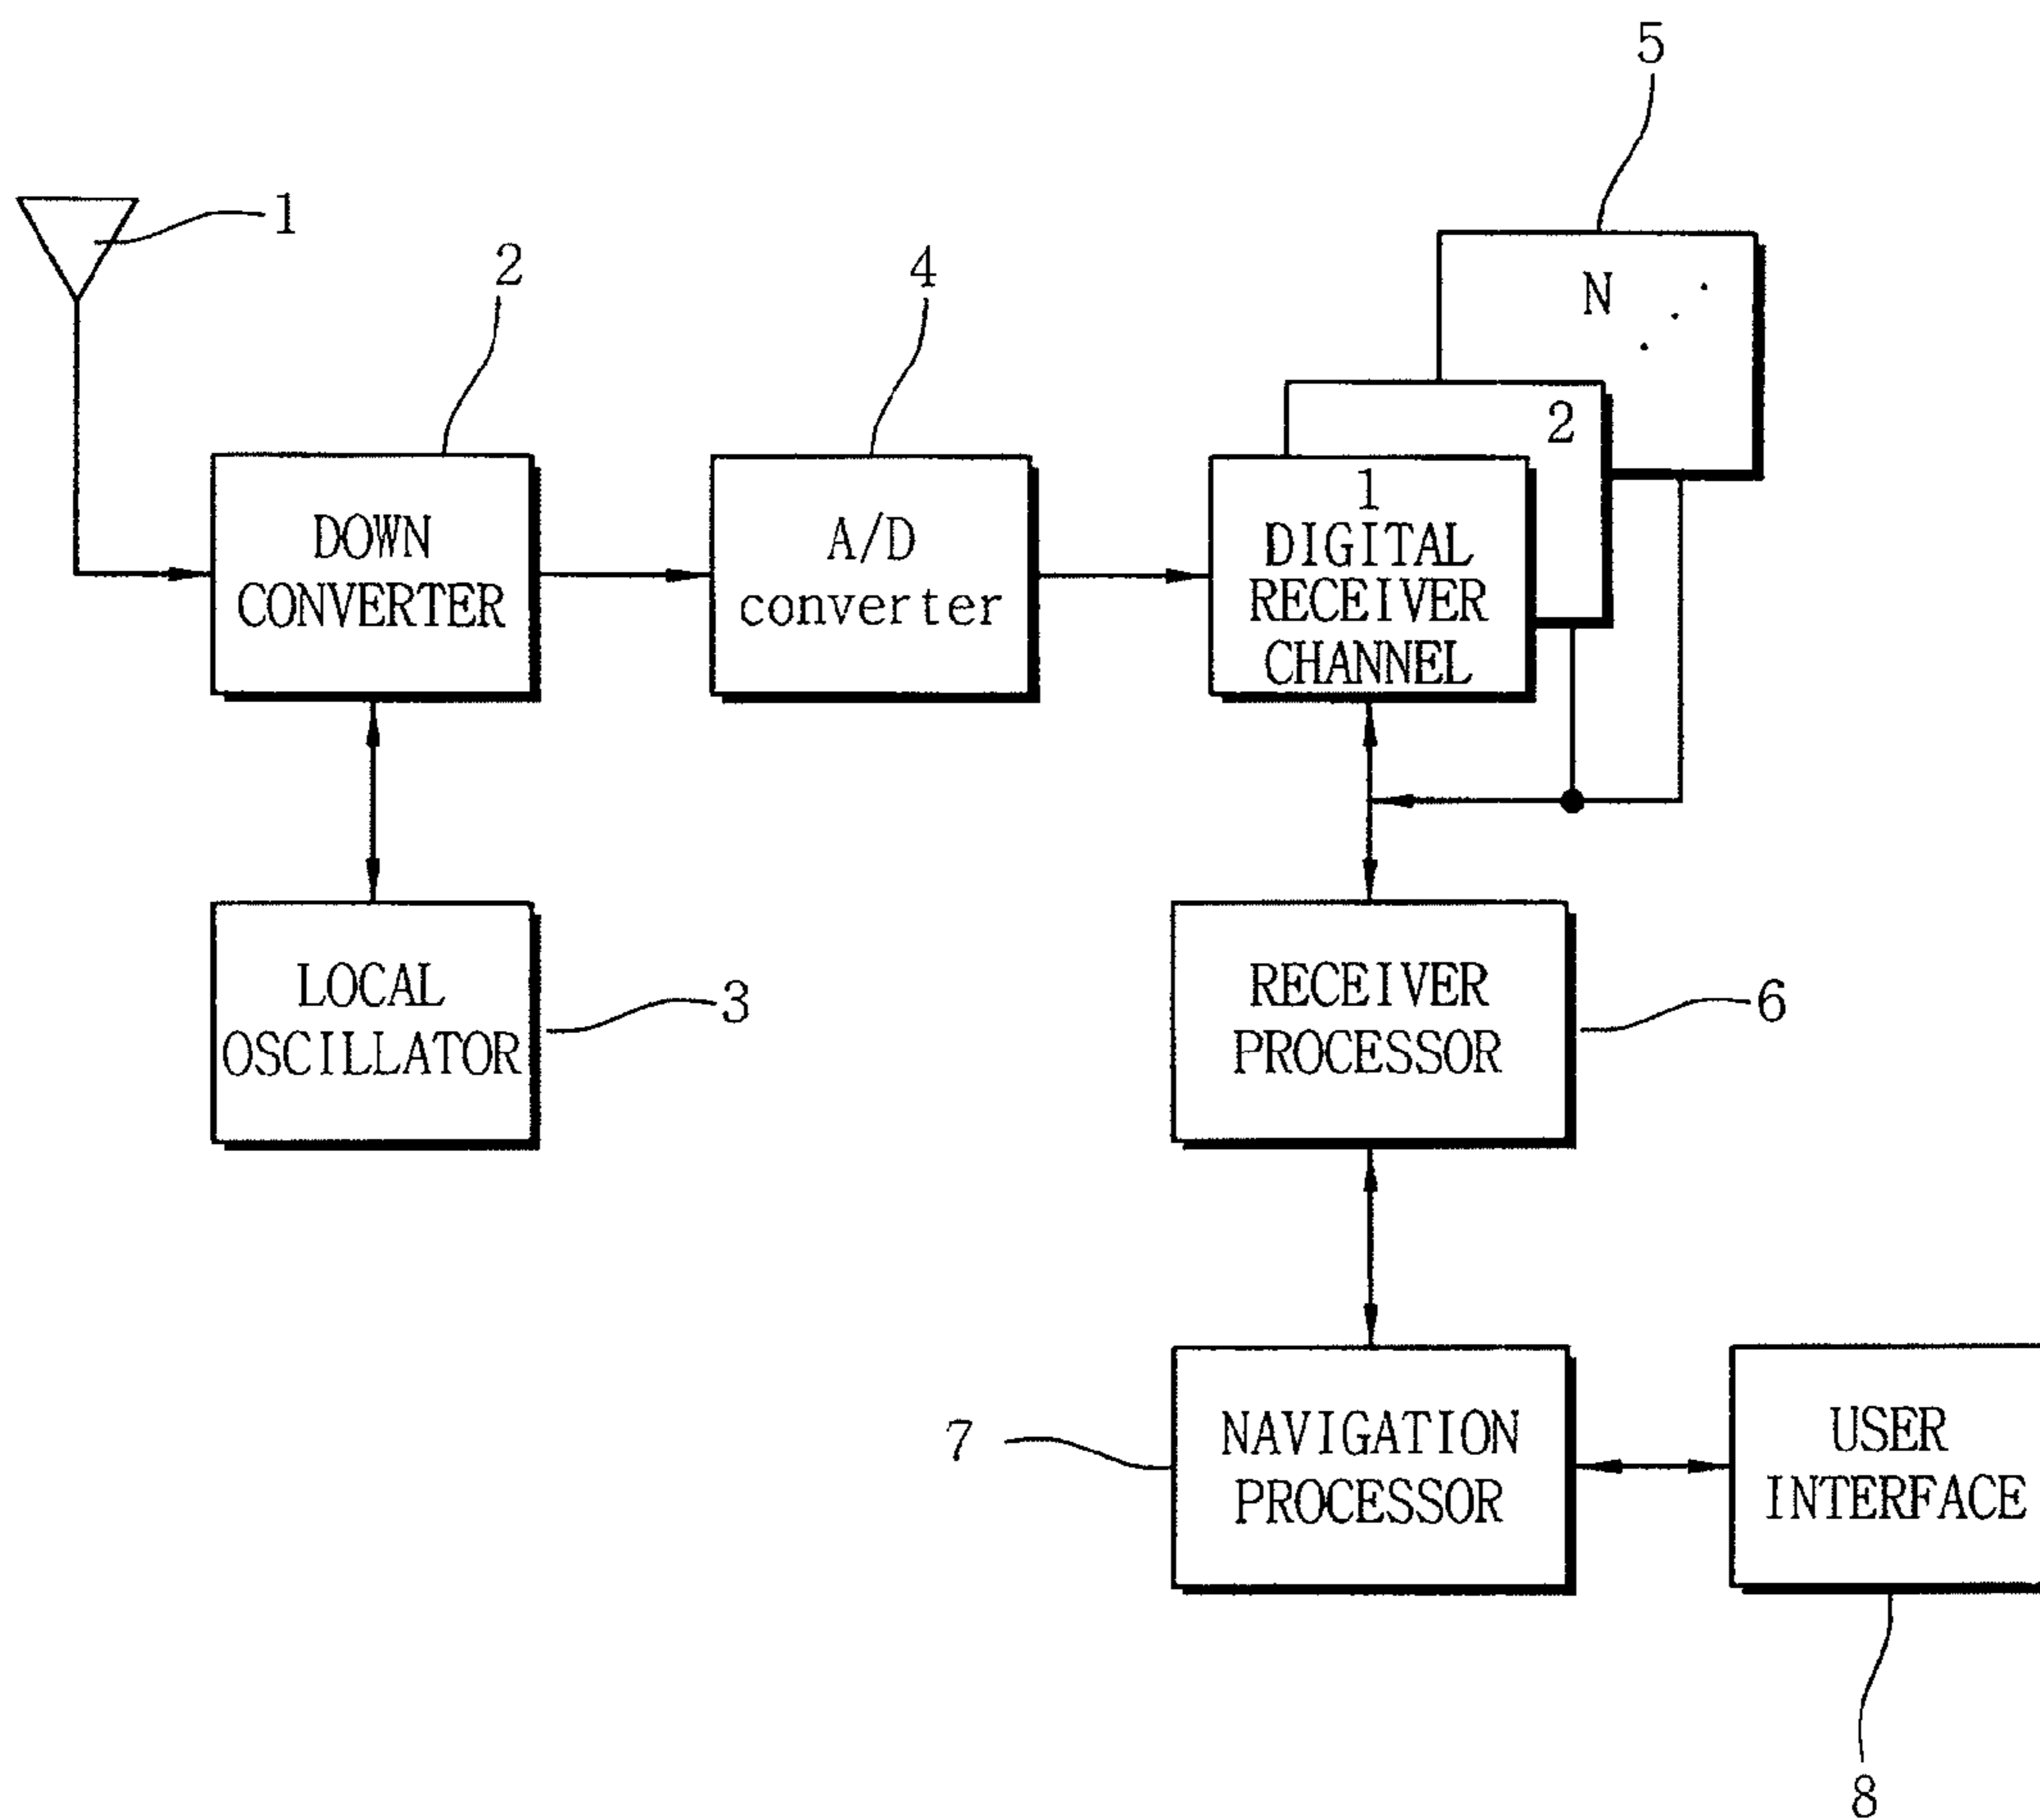 5
1
2
4
N
2
DOWN
CONVERTER
A/D
converter
1
DIGITAL
RECEIVER
CHANNEL
LOCAL
OSCILLATOR
3
RECEIVER
PROCESSOR
6
7
NAVIGATION
PROCESSOR
USER
INTERFACE
8